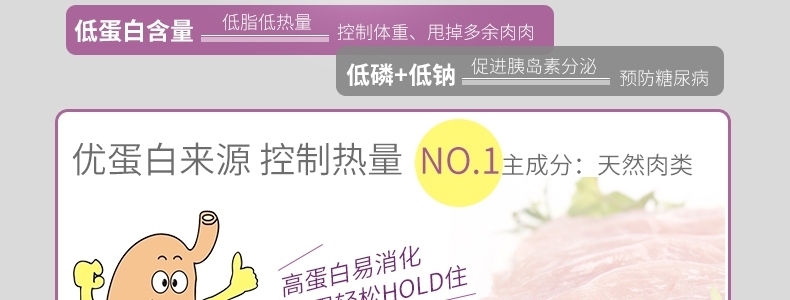 低蛋白含量 低脂低热量 控制体重、甩掉多余肉肉
低磷+低钠 促进胰岛素分泌 预防糖尿病
优蛋白来源 控制热量 NO.1主成分：天然肉类
高蛋白易消化
轻松HOLD住